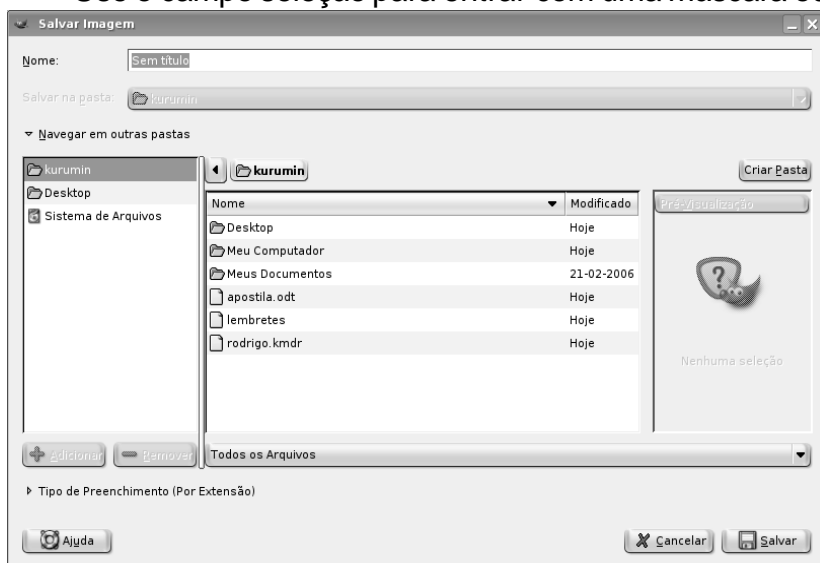 Salvar Imagem
Nome: Sem título
Salvar na pasta: kurumin
Navegar em outras pastas
kurumin
Desktop
Sistema de Arquivos
kurumin
Criar Pasta
Nome Modificado
Desktop Hoje
Meu Computador Hoje
Meus Documentos 21-02-2006
apostila.odt Hoje
lembretes Hoje
rodrigo.kmdr Hoje
Pré-Visualização
Nenhuma seleção
Adicionar Remover
Todos os Arquivos
Tipo de Preenchimento (Por Extensão)
Ajuda Cancelar Salvar